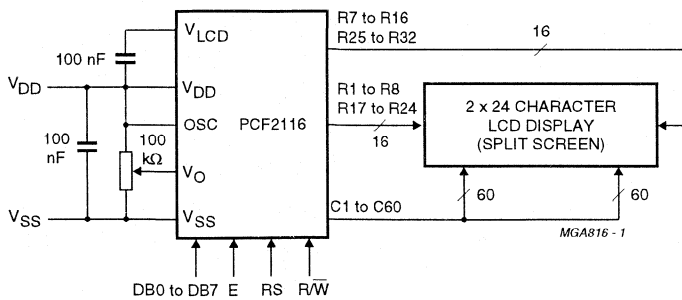 VLCD
100 nF
VDD
VDD
OSC
PCF2116
100 nF
100 kΩ
VO
VSS
VSS
R7 to R16
R25 to R32
16
R1 to R8
R17 to R24
16
2 x 24 CHARACTER
LCD DISPLAY
(SPLIT SCREEN)
60
60
C1 to C60
MGA816 - 1
DB0 to DB7 E RS R/W̅